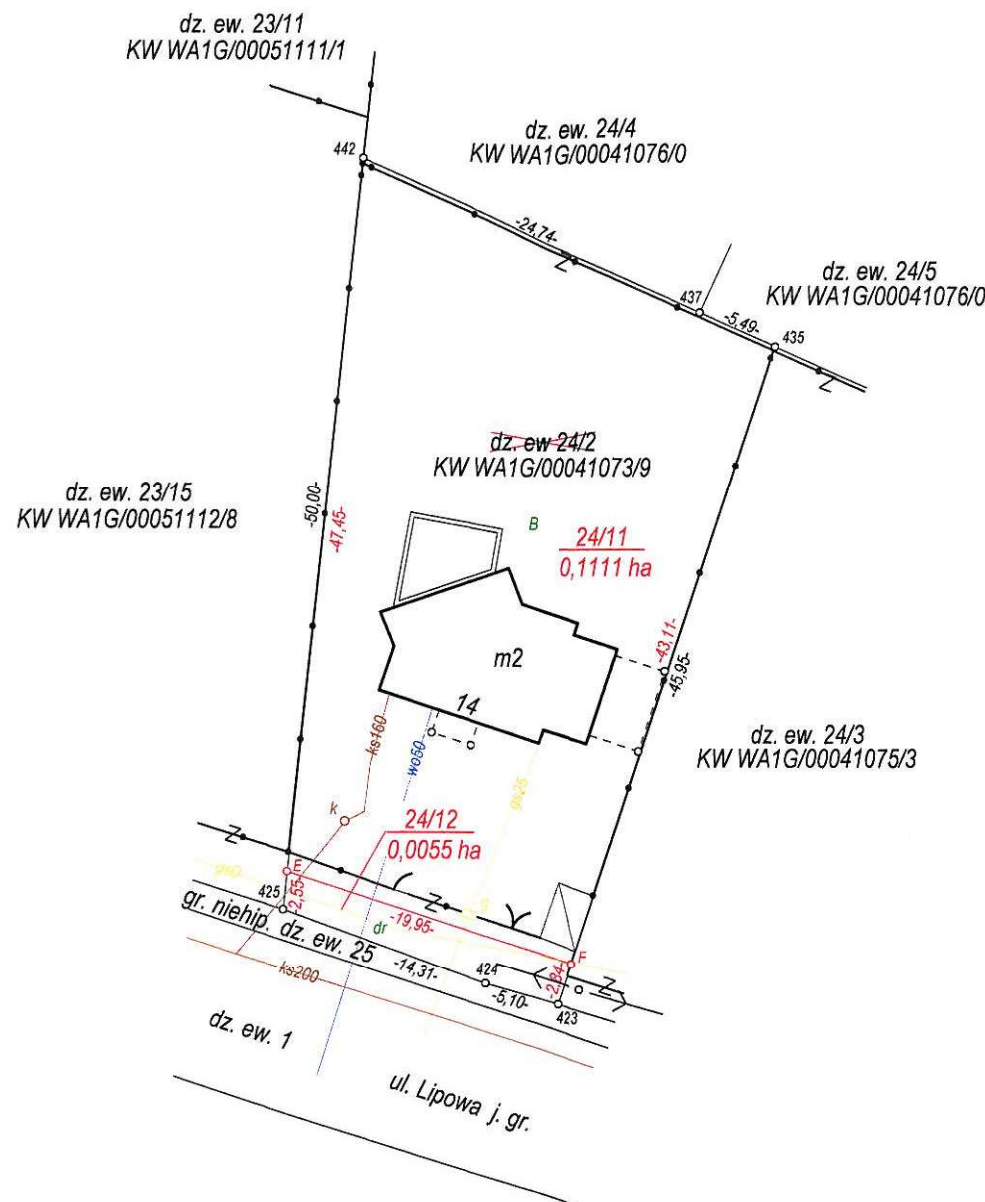 dz. ew. 23/11
KW WA1G/00051111/1
dz. ew. 24/4
KW WA1G/00041076/0
442
-24,74-
Z
dz. ew. 24/5
KW WA1G/00041076/0
437
-5,49-
435
Z
dz. ew 24/2
KW WA1G/00041073/9
dz. ew. 23/15
KW WA1G/00051112/8
-50,00-
-47,45-
B
24/11
0,1111 ha
m2
-43,11-
-45,95-
14
dz. ew. 24/3
KW WA1G/00041075/3
ks160
wo50
gs25
k
24/12
0,0055 ha
Z
E
gs0
425
-2,55-
Z
g
-19,95-
dr
F
gr. niehip. dz. ew. 25
ks200
-14,31-
424
-5,10-
-2,84-
Z
423
dz. ew. 1
ul. Lipowa j. gr.